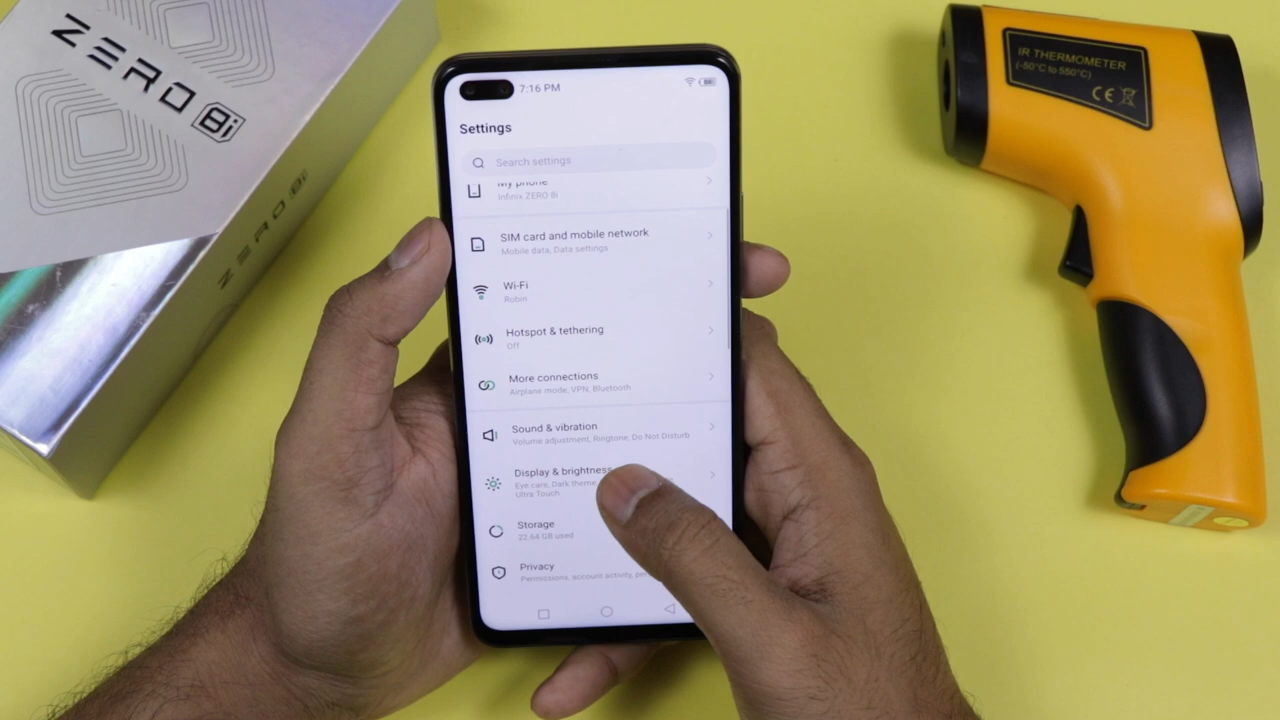 ZERO 8i
ZERO 8i
7:16 PM
Settings
Search settings
My phone
Infinix ZERO 8i
SIM card and mobile network
Mobile data, Data settings
Wi-Fi
Robin
Hotspot & tethering
Off
More connections
Airplane mode, VPN, Bluetooth
Sound & vibration
Volume adjustment, Ringtone, Do Not Disturb
Display & brightness
Eye care, Dark theme,
Ultra Touch
Storage
22.64 GB used
Privacy
Permissions, account activity,
IR THERMOMETER
(-50°C to 550°C)
CE